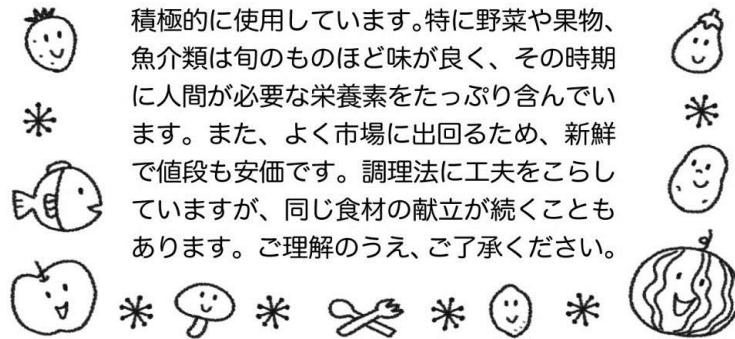 積極的に使用しています。特に野菜や果物、
魚介類は旬のものほど味が良く、その時期
に人間が必要な栄養素をたっぷり含んでい
ます。また、よく市場に出回るため、新鮮
で値段も安価です。調理法に工夫をこらし
ていますが、同じ食材の献立が続くことも
あります。ご理解のうえ、ご了承ください。